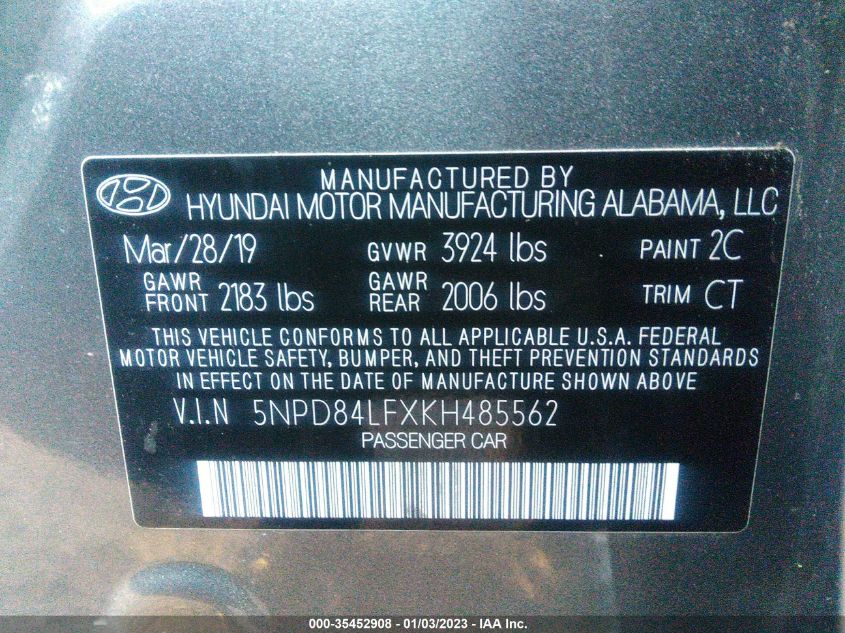 MANUFACTURED BY
HYUNDAI MOTOR MANUFACTURING ALABAMA, LLC
Mar/28/19 GVWR 3924 lbs PAINT 2C
GAWR FRONT 2183 lbs GAWR REAR 2006 lbs TRIM CT
THIS VEHICLE CONFORMS TO ALL APPLICABLE U.S.A. FEDERAL
MOTOR VEHICLE SAFETY, BUMPER, AND THEFT PREVENTION STANDARDS
IN EFFECT ON THE DATE OF MANUFACTURE SHOWN ABOVE
V.I.N 5NPD84LFXKH485562
PASSENGER CAR
000-35452908 - 01/03/2023 - IAA Inc.